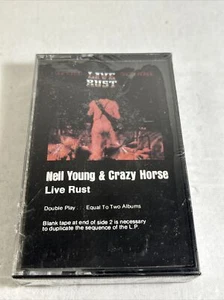 LIVE
RUST
Neil Young & Crazy Horse
Live Rust
Double Play . . . Equal To Two Albums
Blank tape at end of side 2 is necessary
to duplicate the sequence of the L.P.